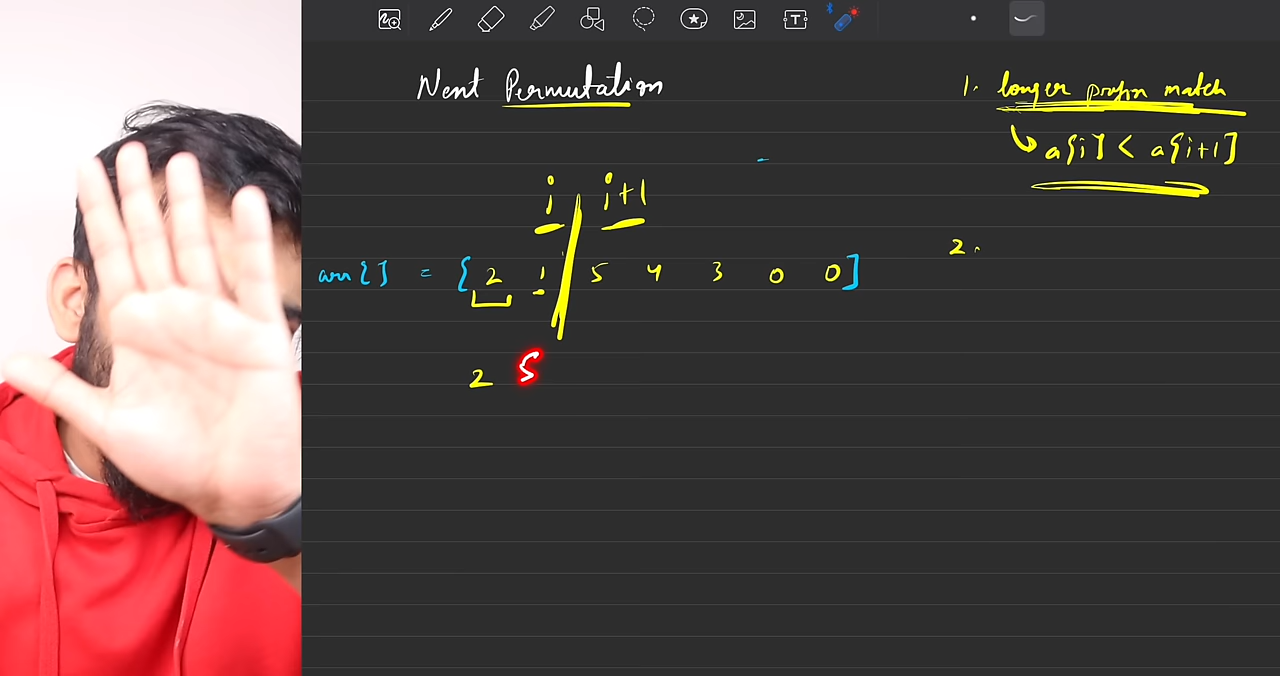 Next Permutation
1. longer prefix match
a[i] < a[i+1]
i i+1
2.
arr[] = {2 1 5 4 3 0 0]
2 5